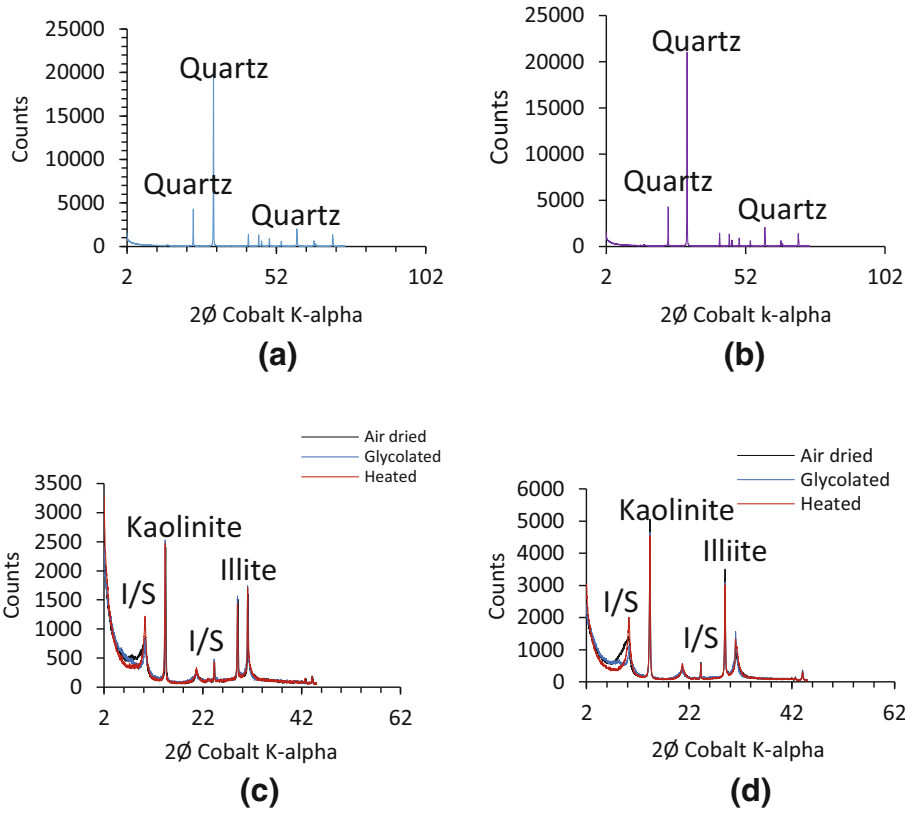 25000
20000
15000
10000
5000
0
Counts
Quartz
Quartz
Quartz
2 52 102
2Ø Cobalt K-alpha
(a)
25000
20000
15000
10000
5000
0
Counts
Quartz
Quartz
Quartz
2 52 102
2Ø Cobalt k-alpha
(b)
Air dried
Glycolated
Heated
3500
3000
2500
2000
1500
1000
500
0
Counts
Kaolinite
Illite
I/S
I/S
2 22 42 62
2Ø Cobalt K-alpha
(c)
Air dried
Glycolated
Heated
6000
5000
4000
3000
2000
1000
0
Counts
Kaolinite
Illiite
I/S
I/S
2 22 42 62
2Ø Cobalt K-alpha
(d)